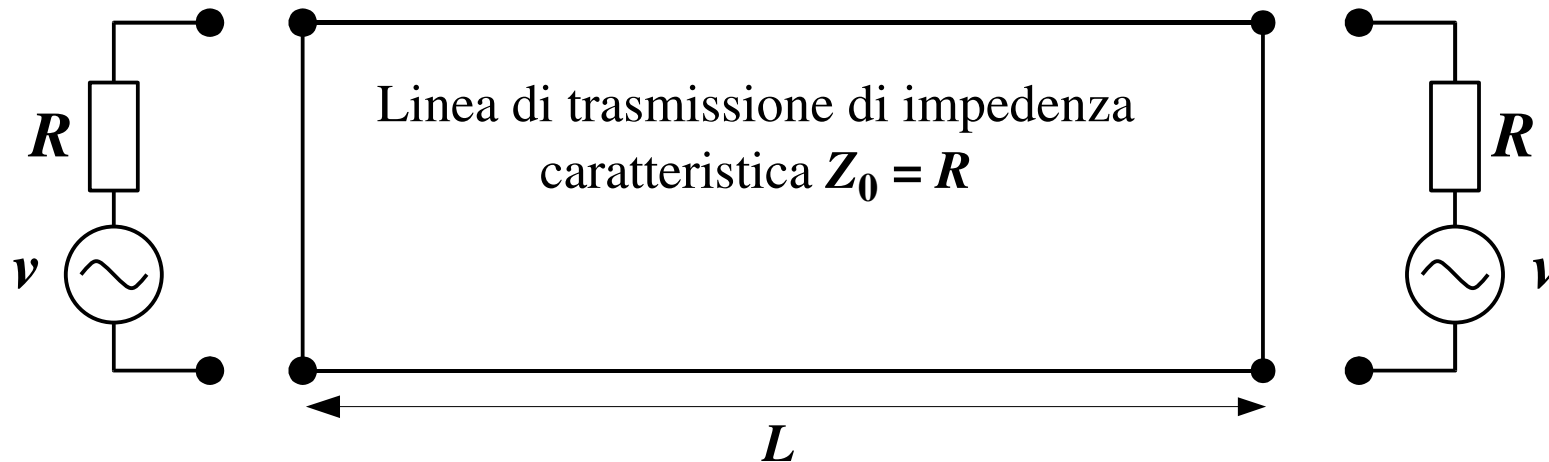 Linea di trasmissione di impedenza
caratteristica Z0 = R
R
R
v
v
L